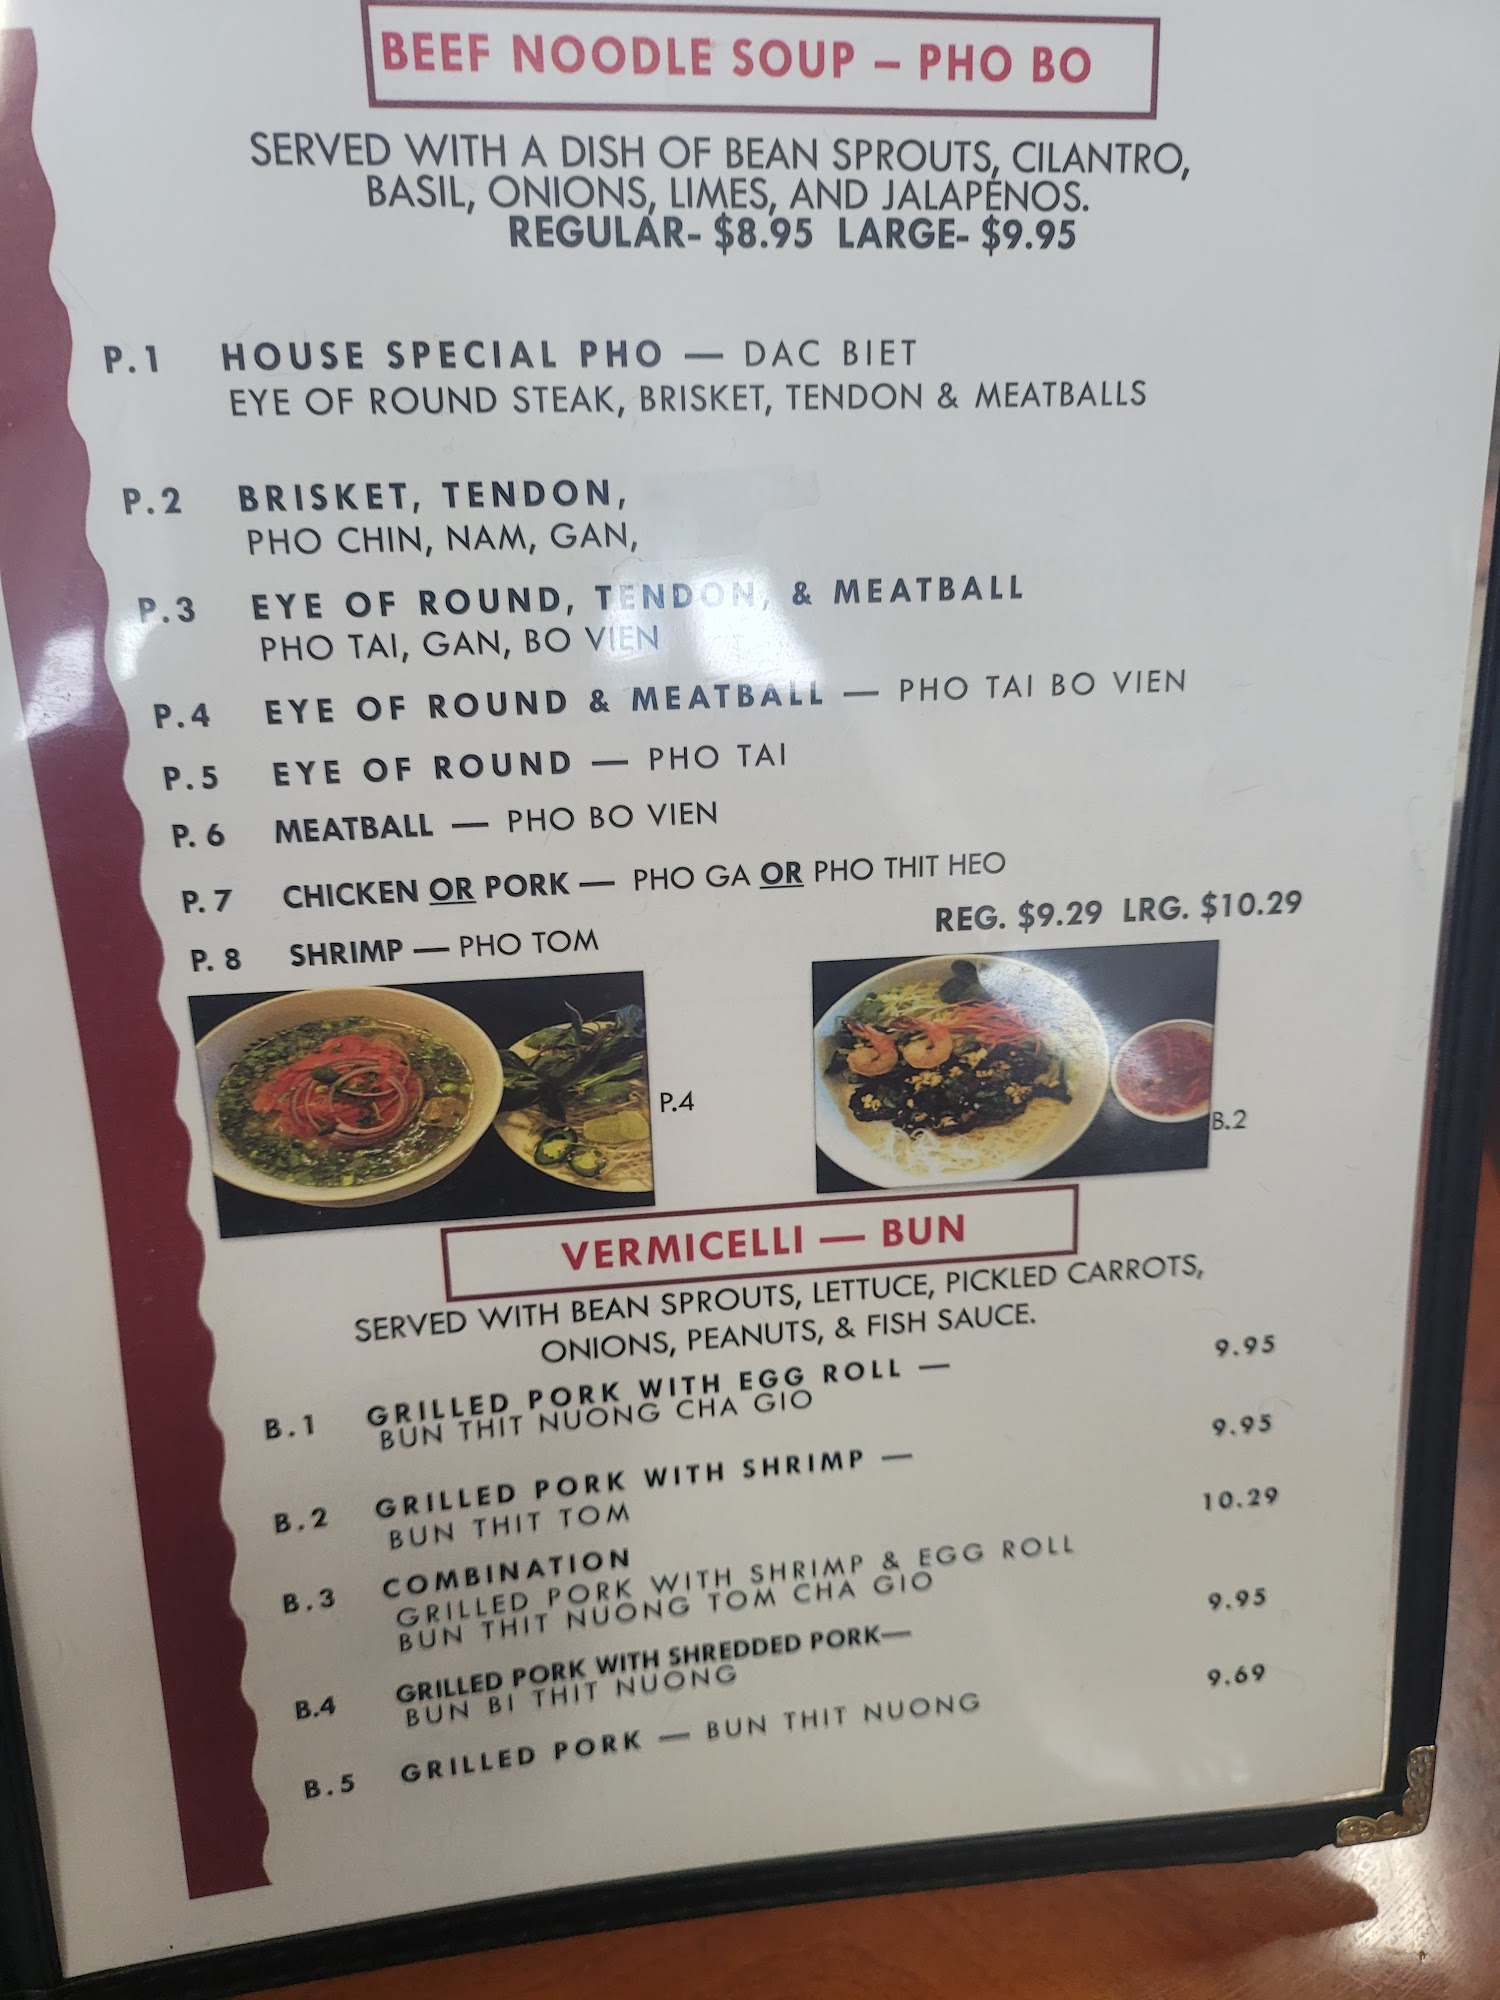 BEEF NOODLE SOUP – PHO BO
SERVED WITH A DISH OF BEAN SPROUTS, CILANTRO,
BASIL, ONIONS, LIMES, AND JALAPENOS.
REGULAR- $8.95 LARGE- $9.95
P.1 HOUSE SPECIAL PHO — DAC BIET
EYE OF ROUND STEAK, BRISKET, TENDON & MEATBALLS
P.2 BRISKET, TENDON,
PHO CHIN, NAM, GAN,
P.3 EYE OF ROUND, TENDON, & MEATBALL
PHO TAI, GAN, BO VIEN
P.4 EYE OF ROUND & MEATBALL — PHO TAI BO VIEN
P.5 EYE OF ROUND — PHO TAI
P. 6 MEATBALL — PHO BO VIEN
P. 7 CHICKEN OR PORK — PHO GA OR PHO THIT HEO
P. 8 SHRIMP — PHO TOM REG. $9.29 LRG. $10.29
P.4
B.2
VERMICELLI — BUN
SERVED WITH BEAN SPROUTS, LETTUCE, PICKLED CARROTS,
ONIONS, PEANUTS, & FISH SAUCE.
B.1 GRILLED PORK WITH EGG ROLL — 9.95
BUN THIT NUONG CHA GIO
B.2 GRILLED PORK WITH SHRIMP — 9.95
BUN THIT TOM
B.3 COMBINATION 10.29
GRILLED PORK WITH SHRIMP & EGG ROLL
BUN THIT NUONG TOM CHA GIO
B.4 GRILLED PORK WITH SHREDDED PORK— 9.95
BUN BI THIT NUONG
B.5 GRILLED PORK — BUN THIT NUONG 9.69